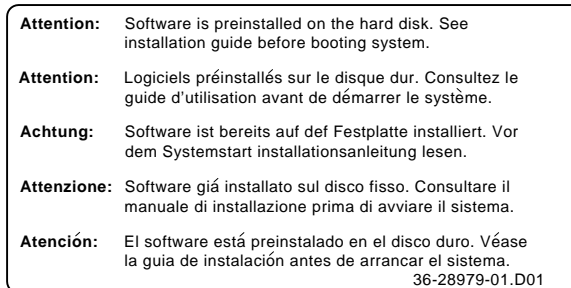 Attention: Software is preinstalled on the hard disk. See
installation guide before booting system.
Attention: Logiciels préinstallés sur le disque dur. Consultez le
guide d'utilisation avant de démarrer le système.
Achtung: Software ist bereits auf def Festplatte installiert. Vor
dem Systemstart installationsanleitung lesen.
Attenzione: Software giá installato sul disco fisso. Consultare il
manuale di installazione prima di avviare il sistema.
Atención: El software está preinstalado en el disco duro. Véase
la guia de instalación antes de arrancar el sistema.
36-28979-01.D01